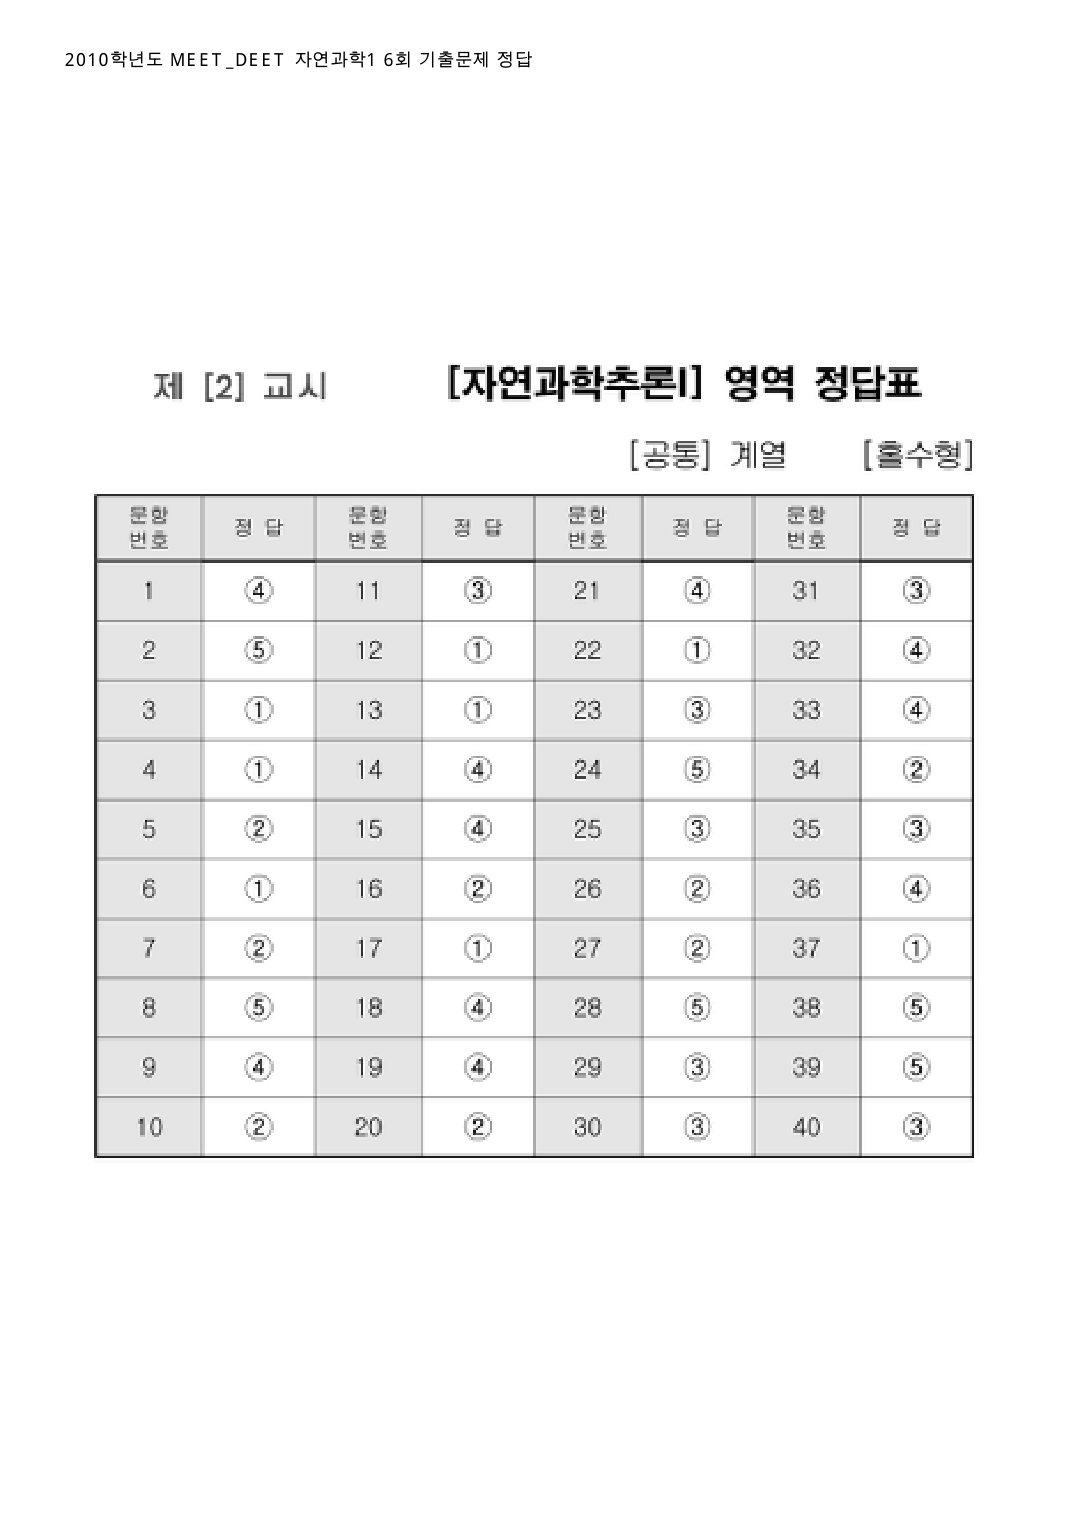 2010학년도 MEET_DEET 자연과학1 6회 기출문제 정답
제 [2] 교시 [자연과학추론Ⅰ] 영역 정답표
[공통] 계열 [홀수형]
문항 번호 정 답 문항 번호 정 답 문항 번호 정 답 문항 번호 정 답
1 ④ 11 ③ 21 ④ 31 ③
2 ⑤ 12 ① 22 ① 32 ④
3 ① 13 ① 23 ③ 33 ④
4 ① 14 ④ 24 ⑤ 34 ②
5 ② 15 ④ 25 ③ 35 ③
6 ① 16 ② 26 ② 36 ④
7 ② 17 ① 27 ② 37 ①
8 ⑤ 18 ④ 28 ⑤ 38 ⑤
9 ④ 19 ④ 29 ③ 39 ⑤
10 ② 20 ② 30 ③ 40 ③